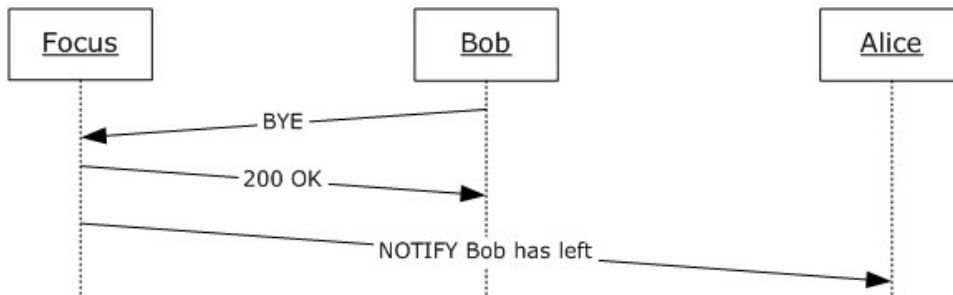 Focus
Bob
Alice
BYE
200 OK
NOTIFY Bob has left